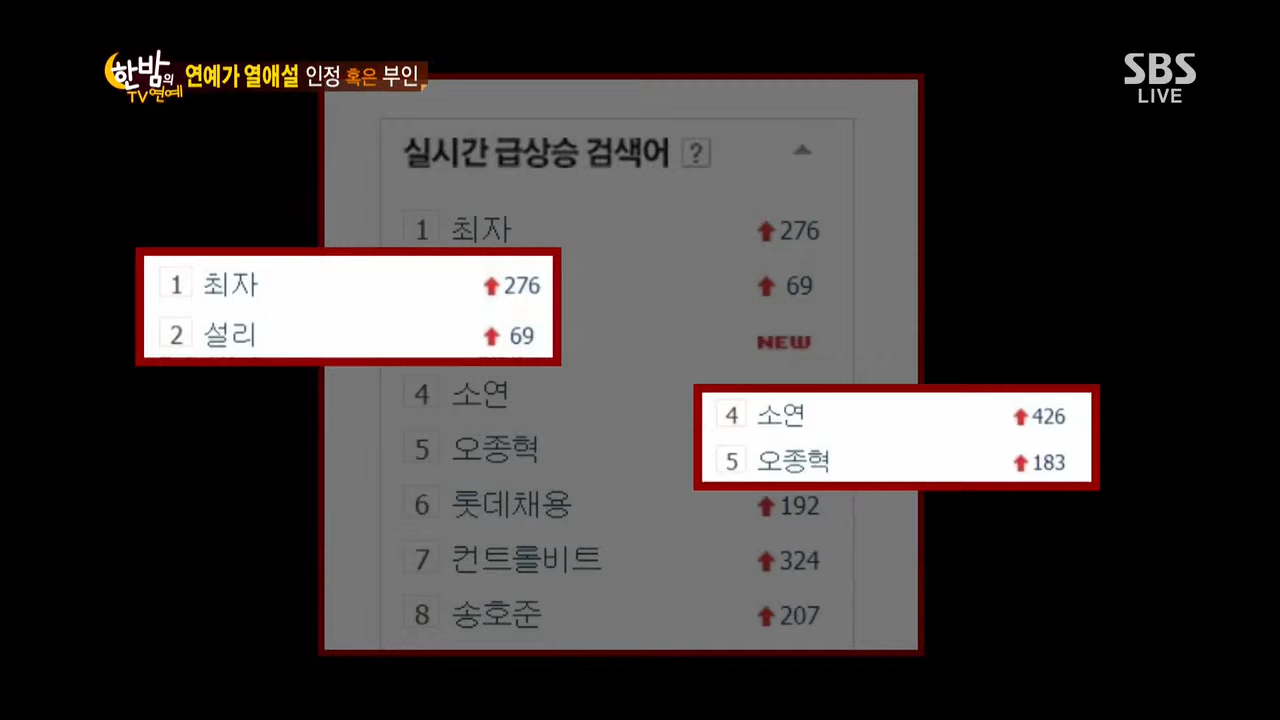 한밤의
TV연예
연예가 열애설 인정 혹은 부인
SBS
LIVE
실시간 급상승 검색어 ?
1 최자 276
69
NEW
1 최자 276
2 설리 69
4 소연
5 오종혁
4 소연 426
5 오종혁 183
6 롯데채용 192
7 컨트롤비트 324
8 송호준 207